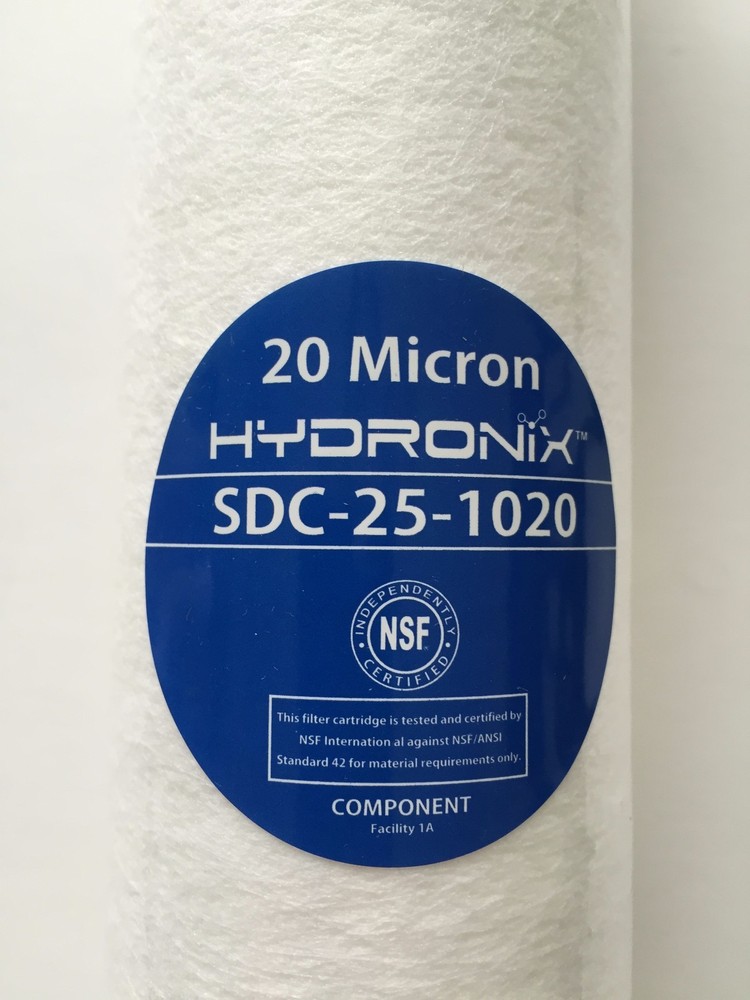 20 Micron
HYDRONiX™
SDC-25-1020
INDEPENDENTLY
NSF
CERTIFIED
This filter cartridge is tested and certified by
NSF Internation al against NSF/ANSI
Standard 42 for material requirements only.
COMPONENT
Facility 1A